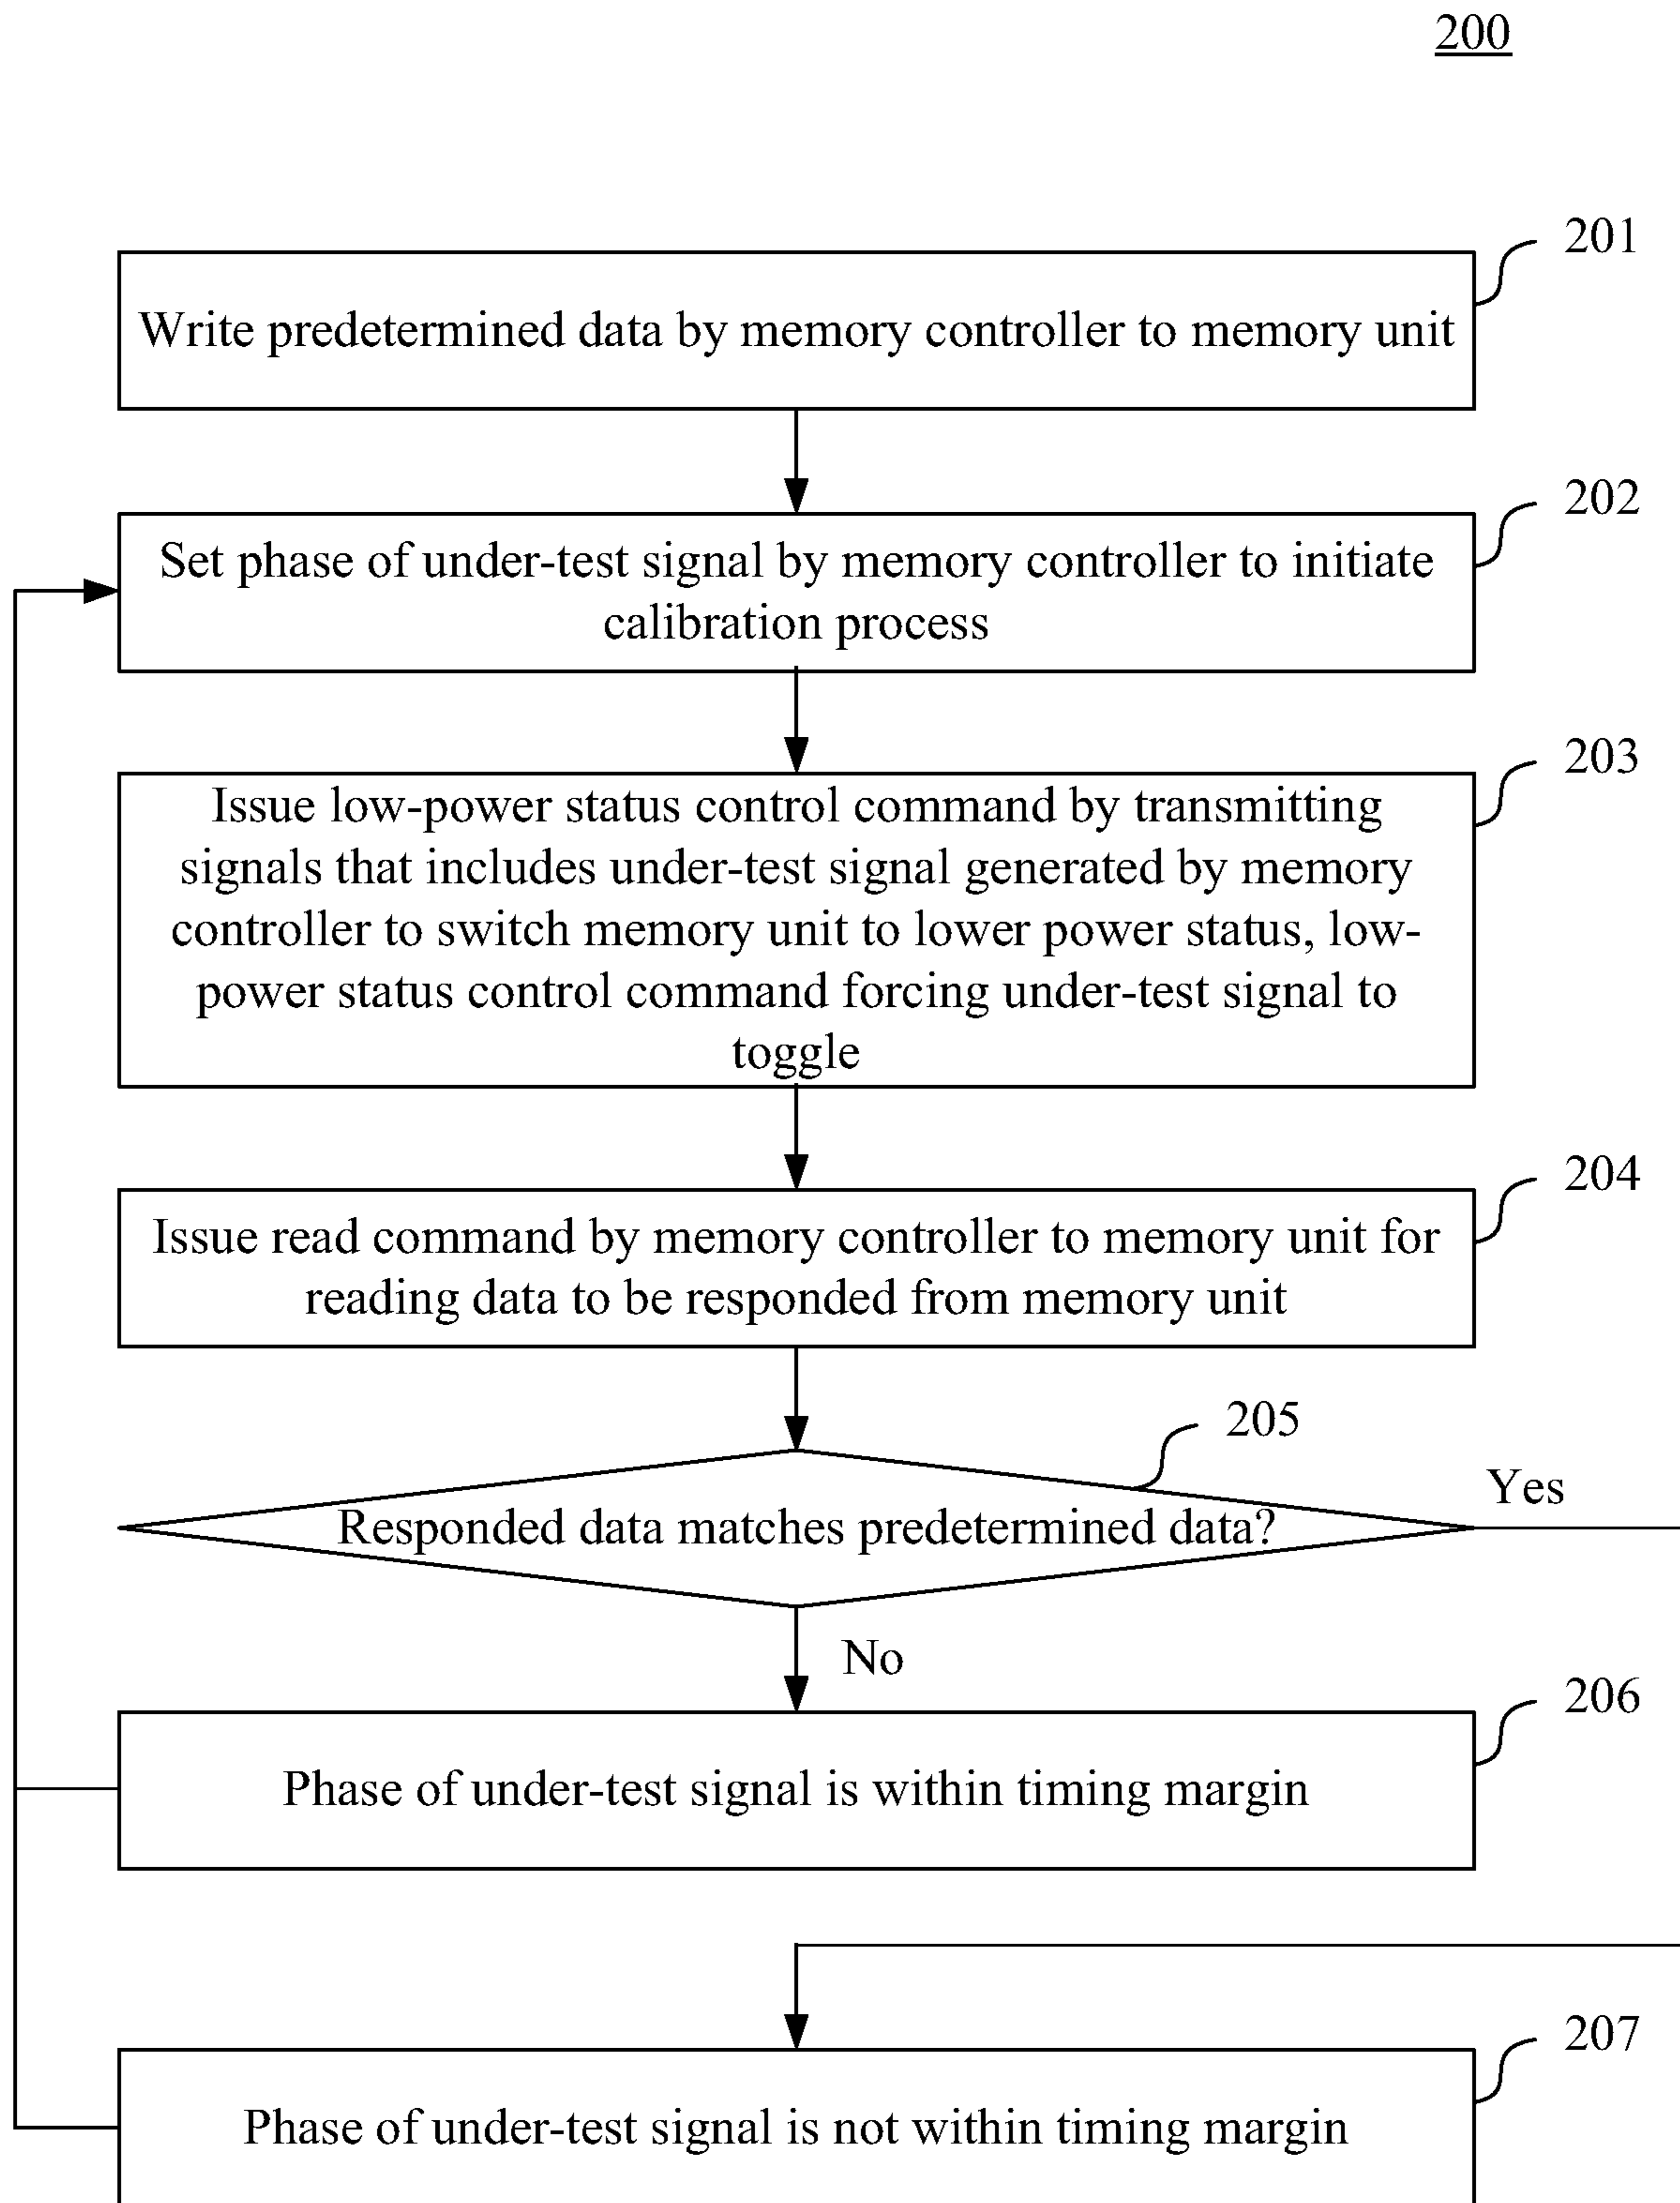 200
201
Write predetermined data by memory controller to memory unit
202
Set phase of under-test signal by memory controller to initiate
calibration process
203
Issue low-power status control command by transmitting
signals that includes under-test signal generated by memory
controller to switch memory unit to lower power status, low-
power status control command forcing under-test signal to
toggle
204
Issue read command by memory controller to memory unit for
reading data to be responded from memory unit
205
Yes
Responded data matches predetermined data?
No
206
Phase of under-test signal is within timing margin
207
Phase of under-test signal is not within timing margin